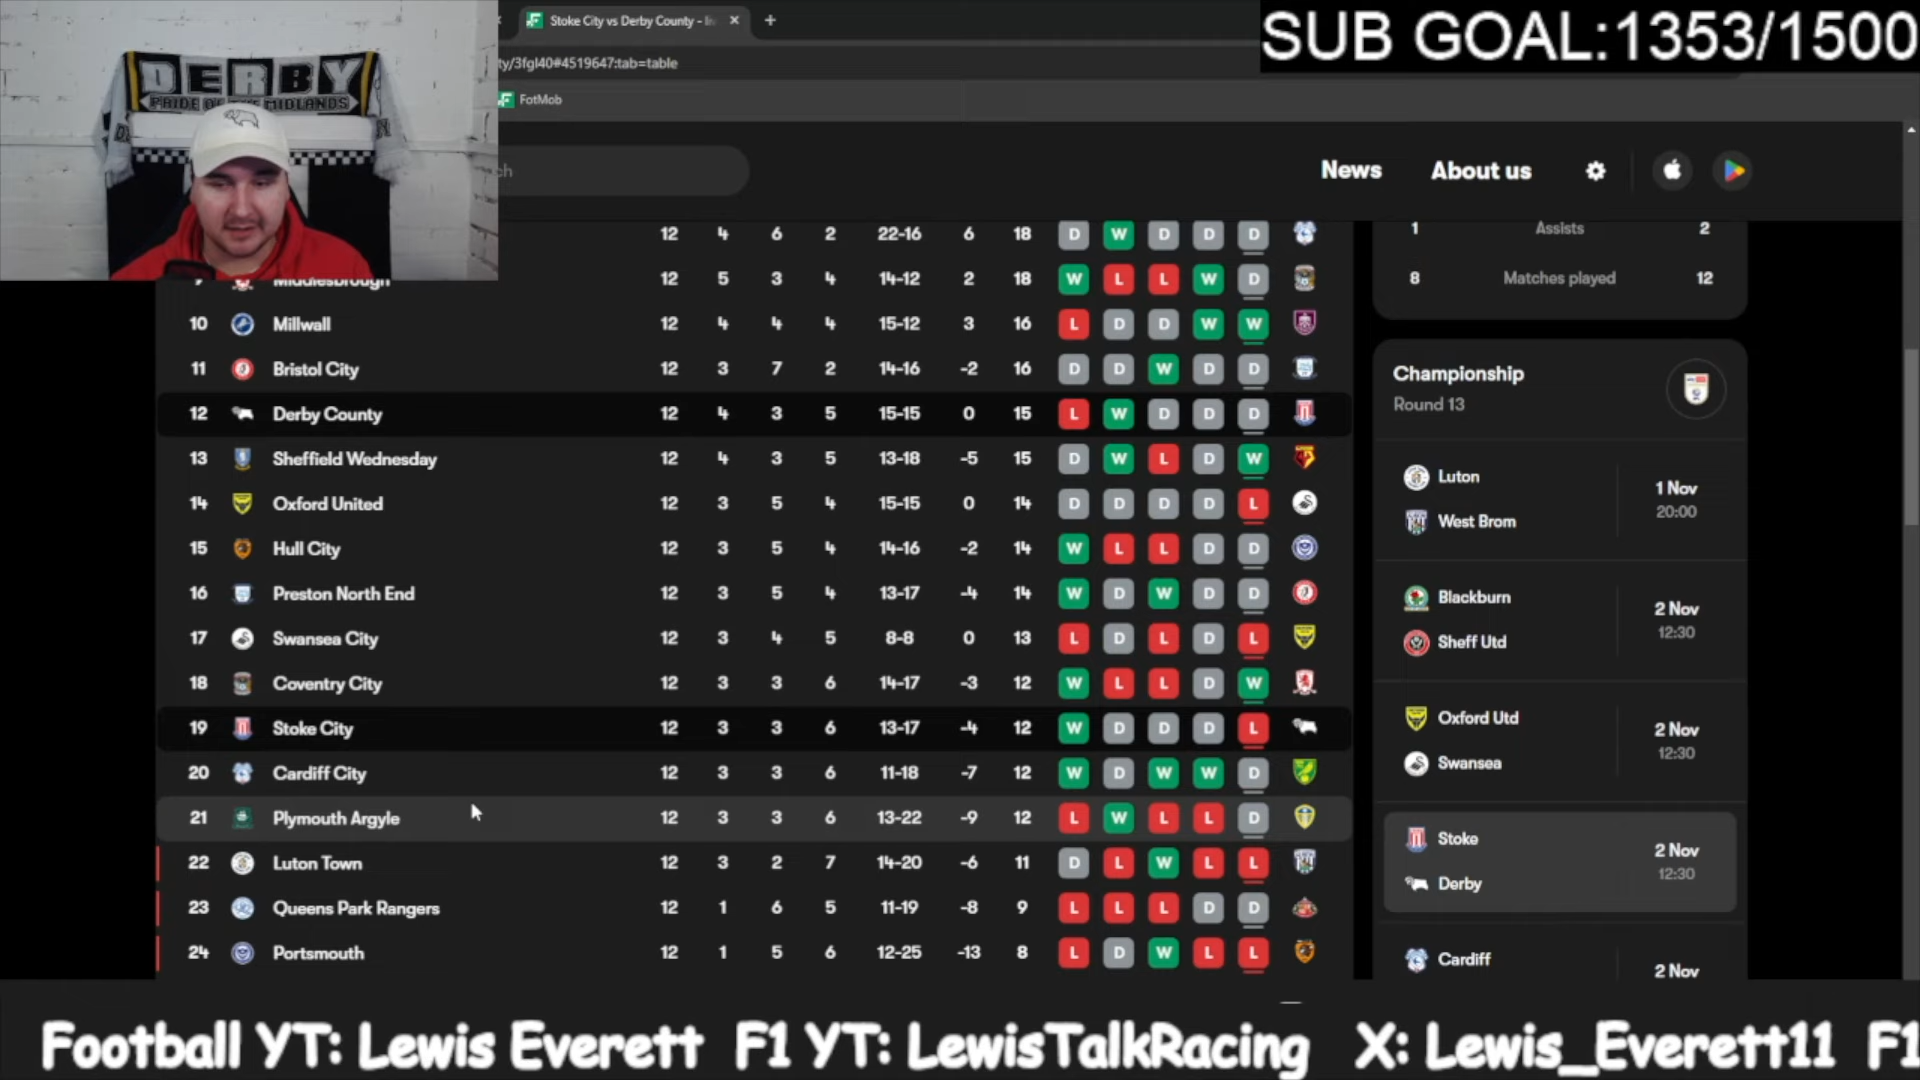 Stoke City vs Derby County - li
SUB GOAL:1353/1500
ty/3fgl40#4519647:tab=table
FotMob
DERBY
PRIDE OF THE MIDLANDS
ch
News About us
12 4 6 2 22-16 6 18 D W D D D
9 Middlesbrough 12 5 3 4 14-12 2 18 W L L W D
10 Millwall 12 4 4 4 15-12 3 16 L D D W W
11 Bristol City 12 3 7 2 14-16 -2 16 D D W D D
12 Derby County 12 4 3 5 15-15 0 15 L W D D D
13 Sheffield Wednesday 12 4 3 5 13-18 -5 15 D W L D W
14 Oxford United 12 3 5 4 15-15 0 14 D D D D L
15 Hull City 12 3 5 4 14-16 -2 14 W L L D D
16 Preston North End 12 3 5 4 13-17 -4 14 W D W D D
17 Swansea City 12 3 4 5 8-8 0 13 L D L D L
18 Coventry City 12 3 3 6 14-17 -3 12 W L L D W
19 Stoke City 12 3 3 6 13-17 -4 12 W D D D L
20 Cardiff City 12 3 3 6 11-18 -7 12 W D W W D
21 Plymouth Argyle 12 3 3 6 13-22 -9 12 L W L L D
22 Luton Town 12 3 2 7 14-20 -6 11 D L W L L
23 Queens Park Rangers 12 1 6 5 11-19 -8 9 L L L D D
24 Portsmouth 12 1 5 6 12-25 -13 8 L D W L L
1 Assists 2
8 Matches played 12
Championship
Round 13
Luton
West Brom
1 Nov
20:00
Blackburn
Sheff Utd
2 Nov
12:30
Oxford Utd
Swansea
2 Nov
12:30
Stoke
Derby
2 Nov
12:30
Cardiff
2 Nov
Football YT: Lewis Everett F1 YT: LewisTalkRacing X: Lewis_Everett11 F1